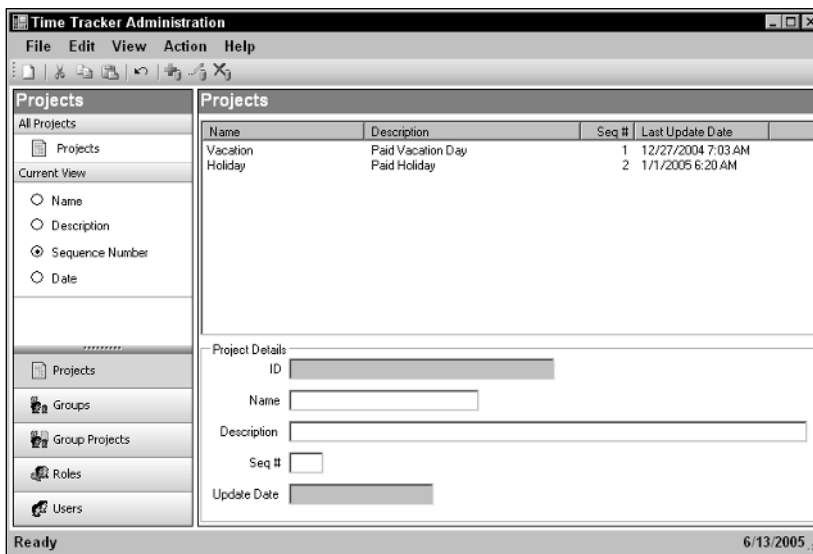 Time Tracker Administration
File Edit View Action Help
Projects
All Projects
Projects
Current View
Name
Description
Sequence Number
Date
Projects
Groups
Group Projects
Roles
Users
Projects
Name Description Seq # Last Update Date
Vacation Paid Vacation Day 1 12/27/2004 7:03 AM
Holiday Paid Holiday 2 1/1/2005 6:20 AM
Project Details
ID
Name
Description
Seq #
Update Date
Ready 6/13/2005